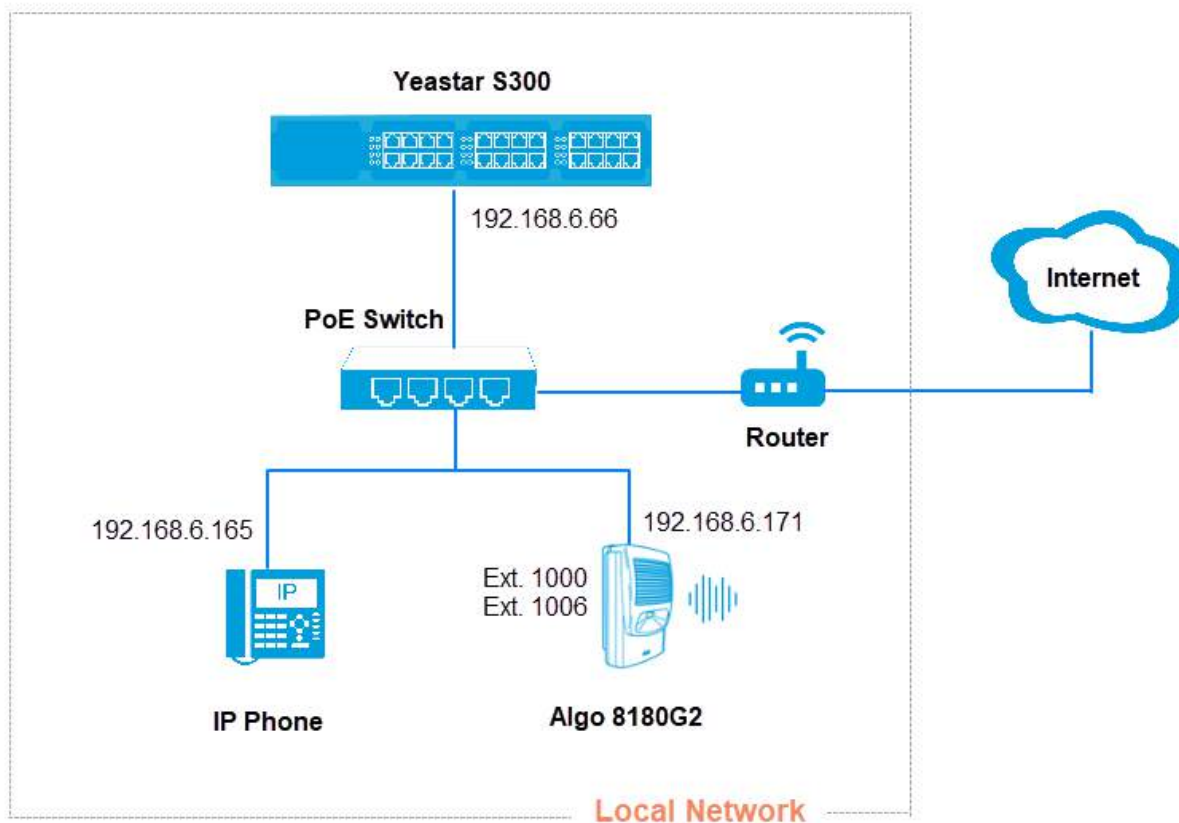 Yeastar S300
192.168.6.66
Internet
PoE Switch
Router
192.168.6.165
192.168.6.171
IP
Ext. 1000
Ext. 1006
IP Phone
Algo 8180G2
Local Network